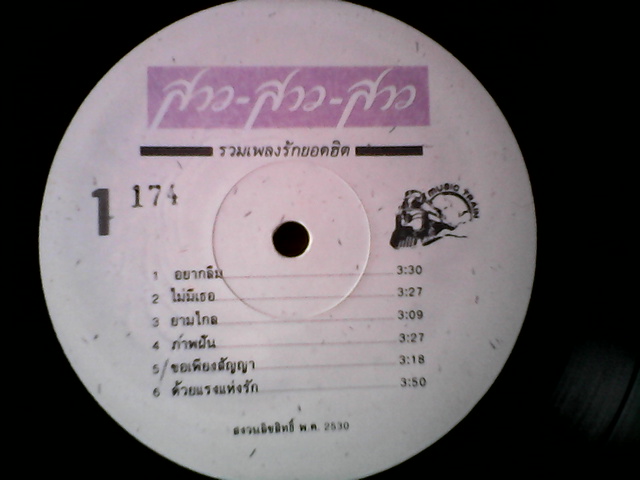 สาว-สาว-สาว
รวมเพลงรักยอดฮิต
1 174
MUSIC TRAIN
1 อยากลืม 3:30
2 ไม่มีเธอ 3:27
3 ยามไกล 3:09
4 ภาพฝัน 3:27
5 ขอเพียงสัญญา 3:18
6 ด้วยแรงแห่งรัก 3:50
สงวนลิขสิทธิ์ พ.ศ. 2530